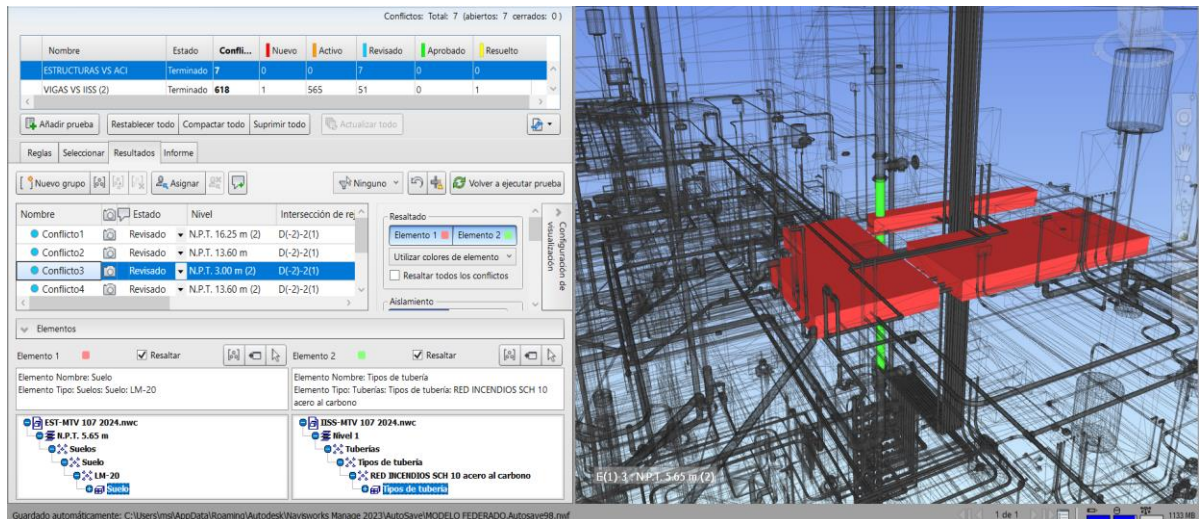 Conflictos: Total: 7 (abiertos: 7 cerrados: 0)
Nombre Estado Confli... Nuevo Activo Revisado Aprobado Resuelto
ESTRUCTURAS VS ACI Terminado 7 0 0 7 0 0
VIGAS VS IISS (2) Terminado 618 1 565 51 0 1
Añadir prueba Restablecer todo Compactar todo Suprimir todo Actualizar todo
Reglas Seleccionar Resultados Informe
Nuevo grupo Asignar Ninguno Volver a ejecutar prueba
Nombre Estado Nivel Intersección de rej
Conflicto1 Revisado N.P.T. 16.25 m (2) D(-2)-2(1)
Conflicto2 Revisado N.P.T. 13.60 m D(-2)-2(1)
Conflicto3 Revisado N.P.T. 3.00 m (2) D(-2)-2(1)
Conflicto4 Revisado N.P.T. 13.60 m (2) D(-2)-2(1)
Resaltado
Elemento 1 Elemento 2
Utilizar colores de elemento
Resaltar todos los conflictos
Aislamiento
Configuración de visualización
Elementos
Elemento 1 Resaltar Elemento 2 Resaltar
Elemento Nombre: Suelo
Elemento Tipo: Suelos: Suelo: LM-20
Elemento Nombre: Tipos de tubería
Elemento Tipo: Tuberías: Tipos de tubería: RED INCENDIOS SCH 10
acero al carbono
EST-MTV 107 2024.nwc
N.P.T. 5.65 m
Suelos
Suelo
LM-20
Suelo
IISS-MTV 107 2024.nwc
Nivel 1
Tuberías
Tipos de tubería
RED INCENDIOS SCH 10 acero al carbono
Tipos de tubería
E(1)-3 : N.P.T. 5.65 m (2)
Guardado automáticamente: C:\Users\msi\AppData\Roaming\Autodesk\Navisworks Manage 2023\AutoSave\MODELO FEDERADO.Autosave98.nwf
1 de 1 1133 MB